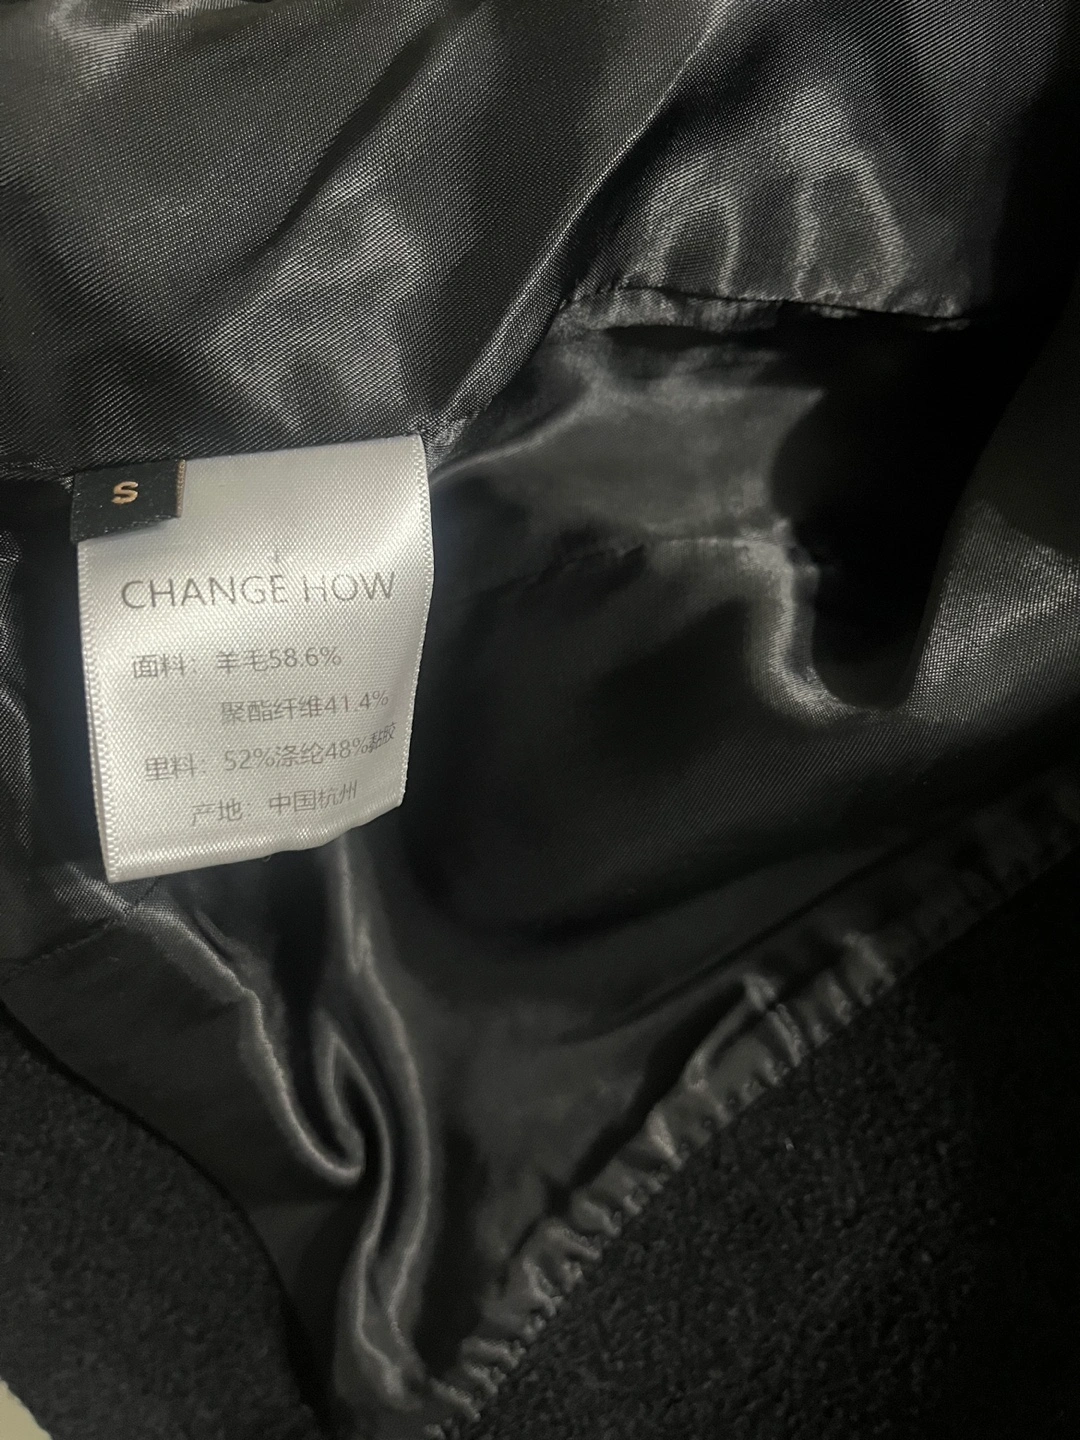 S
CHANGE HOW
面料：羊毛58.6%
聚酯纤维41.4%
里料：52%涤纶48%黏胶
产地：中国杭州